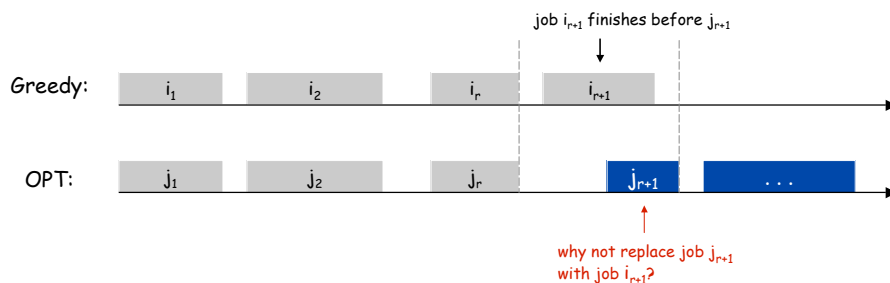 job i_{r+1} finishes before j_{r+1}
Greedy: i_1 i_2 i_r i_{r+1}
OPT: j_1 j_2 j_r j_{r+1} . . .
why not replace job j_{r+1}
with job i_{r+1}?